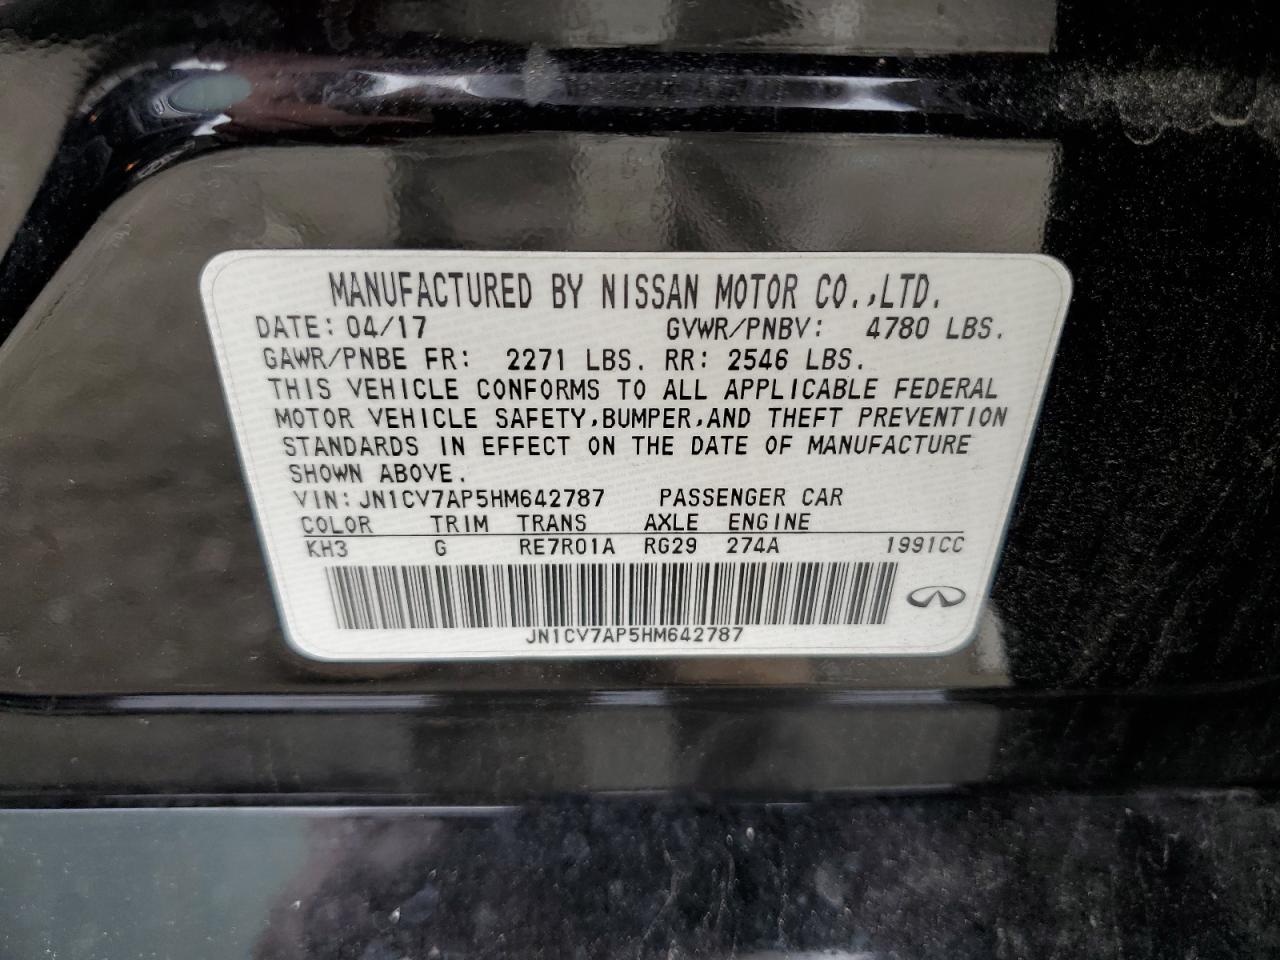 MANUFACTURED BY NISSAN MOTOR CO.,LTD.
DATE: 04/17 GVWR/PNBV: 4780 LBS.
GAWR/PNBE FR: 2271 LBS. RR: 2546 LBS.
THIS VEHICLE CONFORMS TO ALL APPLICABLE FEDERAL
MOTOR VEHICLE SAFETY,BUMPER,AND THEFT PREVENTION
STANDARDS IN EFFECT ON THE DATE OF MANUFACTURE
SHOWN ABOVE.
VIN:JN1CV7AP5HM642787 PASSENGER CAR
COLOR TRIM TRANS AXLE ENGINE
KH3 G RE7R01A RG29 274A 1991CC
JN1CV7AP5HM642787